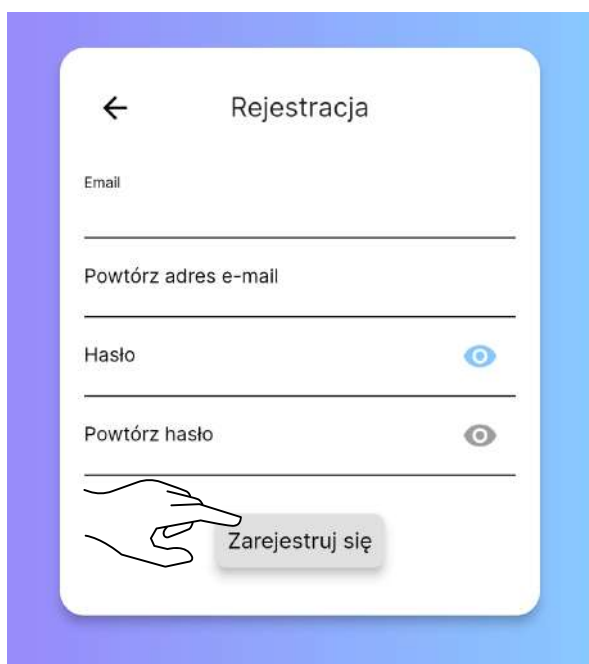 Rejestracja
Email
Powtórz adres e-mail
Hasło
Powtórz hasło
Zarejestruj się